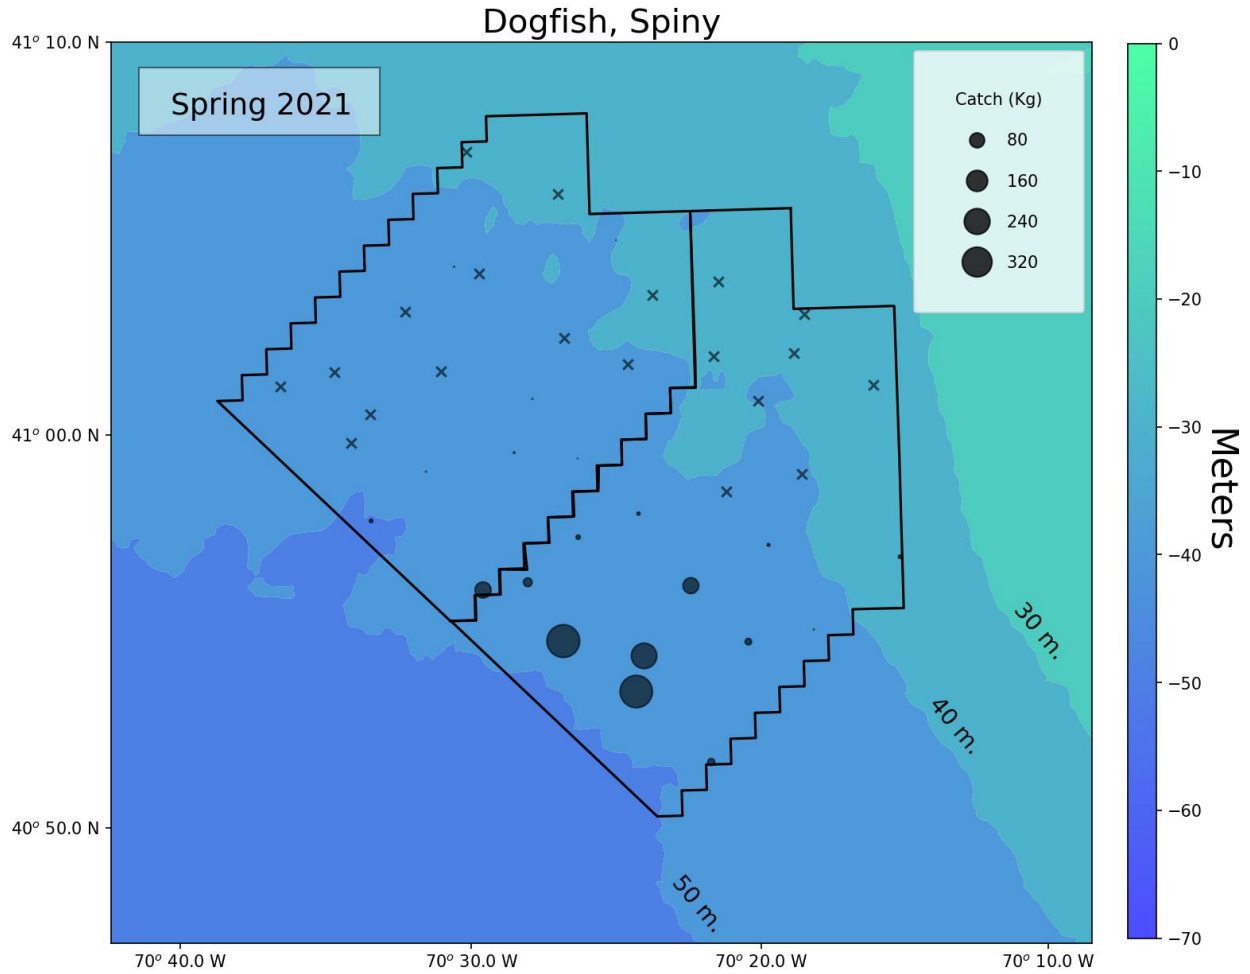 Dogfish, Spiny
41° 10.0 N
41° 00.0 N
40° 50.0 N
Spring 2021
Catch (Kg)
80
160
240
320
30 m.
40 m.
50 m.
70° 40.0 W
70° 30.0 W
70° 20.0 W
70° 10.0 W
0
−10
−20
−30
−40
−50
−60
−70
Meters